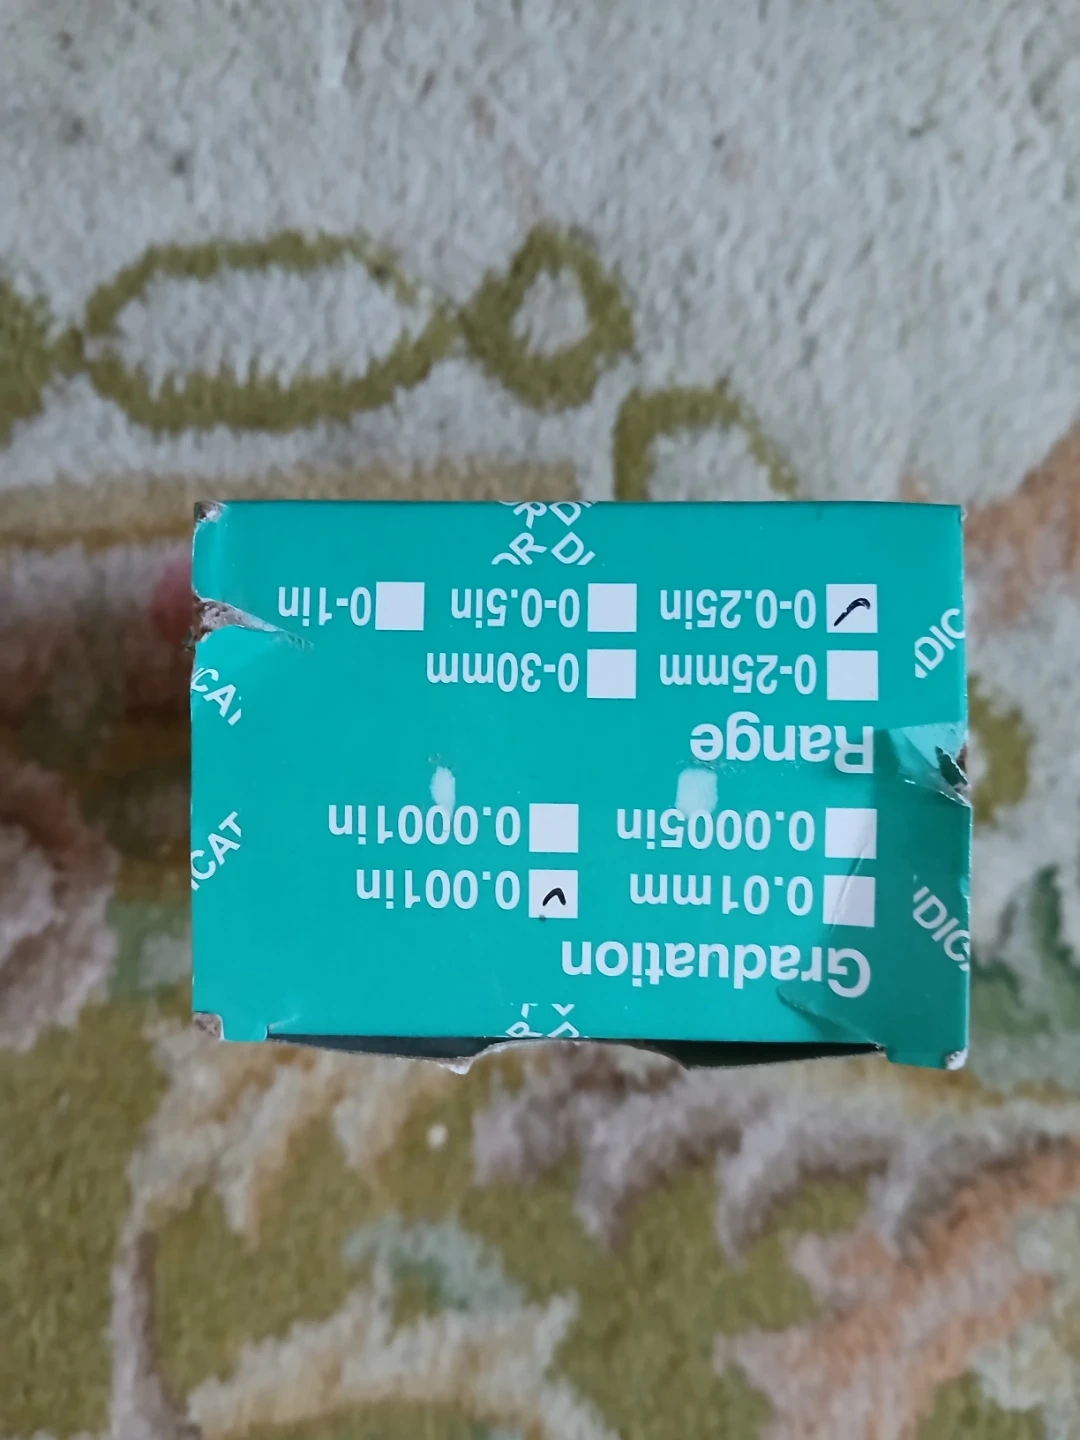 Graduation
0.01mm 0.001in
0.0005in 0.0001in
Range
0-25mm 0-30mm
0-0.25in 0-0.5in 0-1in